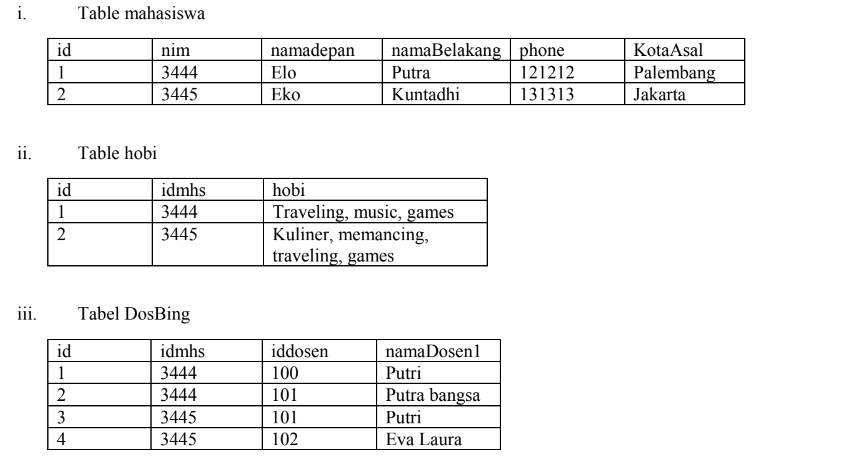 i. Table mahasiswa
id nim namadepan namaBelakang phone KotaAsal
1 3444 Elo Putra 121212 Palembang
2 3445 Eko Kuntadhi 131313 Jakarta
ii. Table hobi
id idmhs hobi
1 3444 Traveling, music, games
2 3445 Kuliner, memancing,
traveling, games
iii. Tabel DosBing
id idmhs iddosen namaDosen1
1 3444 100 Putri
2 3444 101 Putra bangsa
3 3445 101 Putri
4 3445 102 Eva Laura